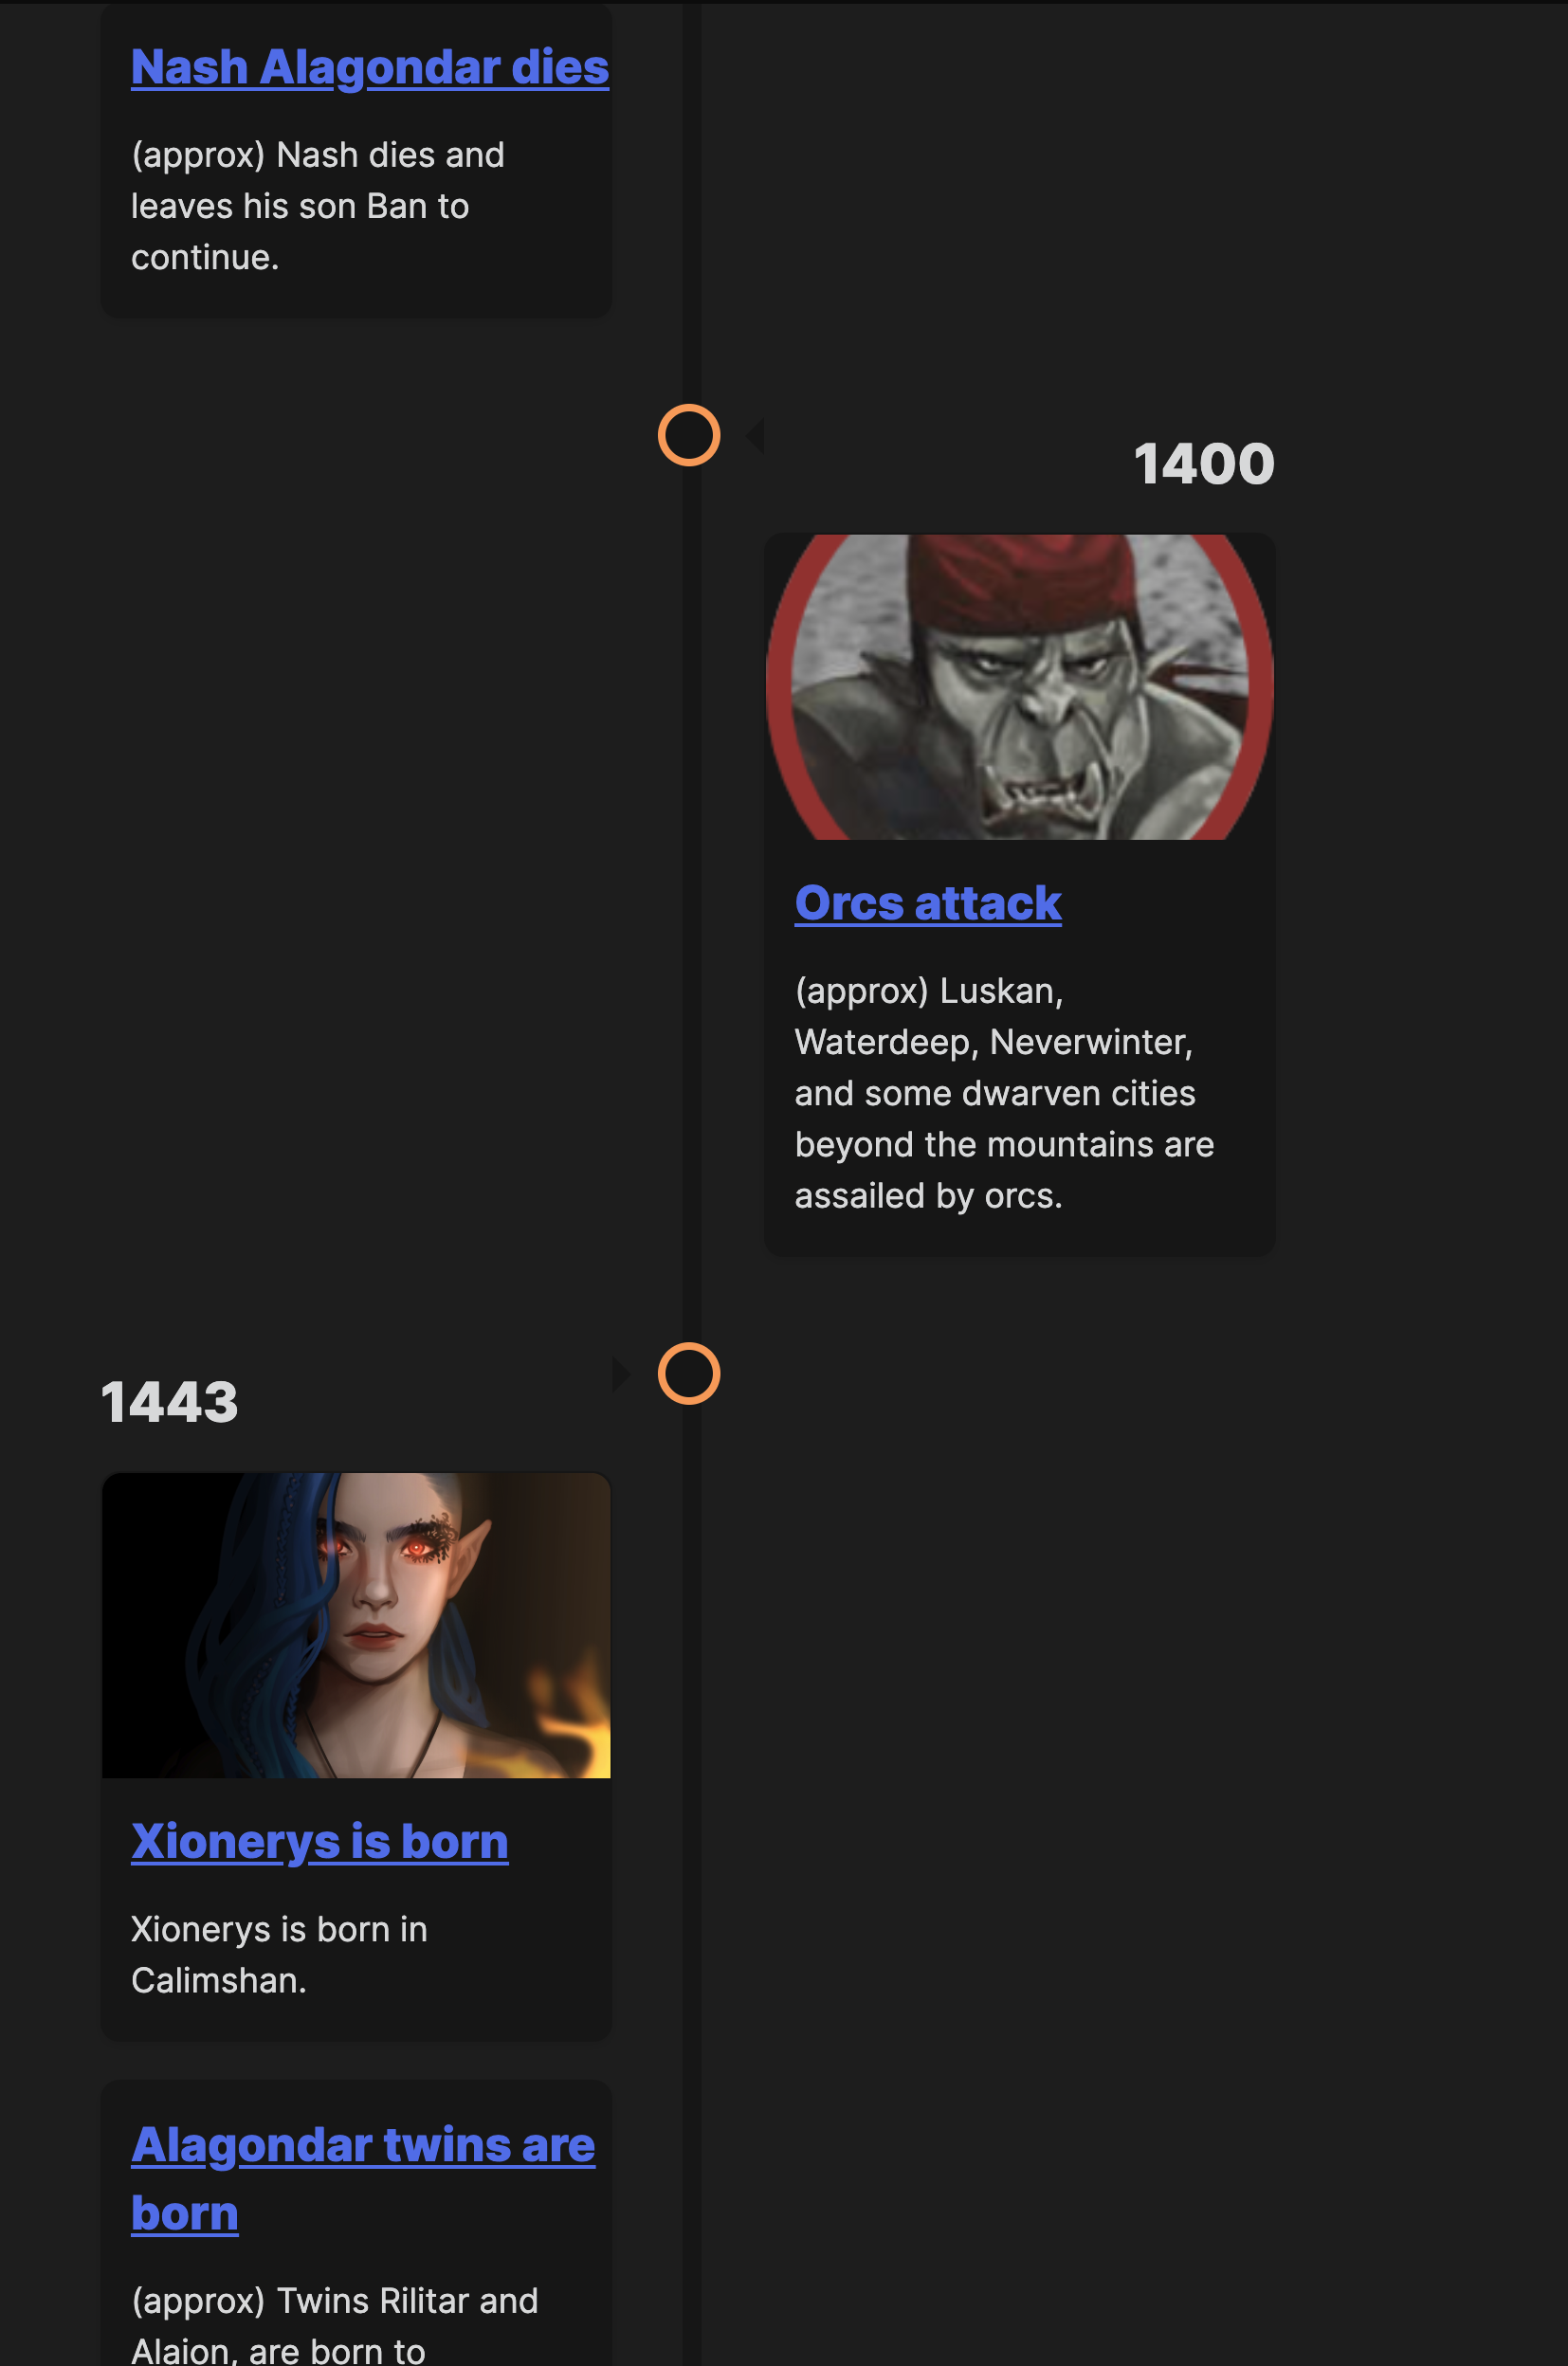 Nash Alagondar dies
(approx) Nash dies and
leaves his son Ban to
continue.
1400
Orcs attack
(approx) Luskan,
Waterdeep, Neverwinter,
and some dwarven cities
beyond the mountains are
assailed by orcs.
1443
Xionerys is born
Xionerys is born in
Calimshan.
Alagondar twins are
born
(approx) Twins Rilitar and
Alaion, are born to